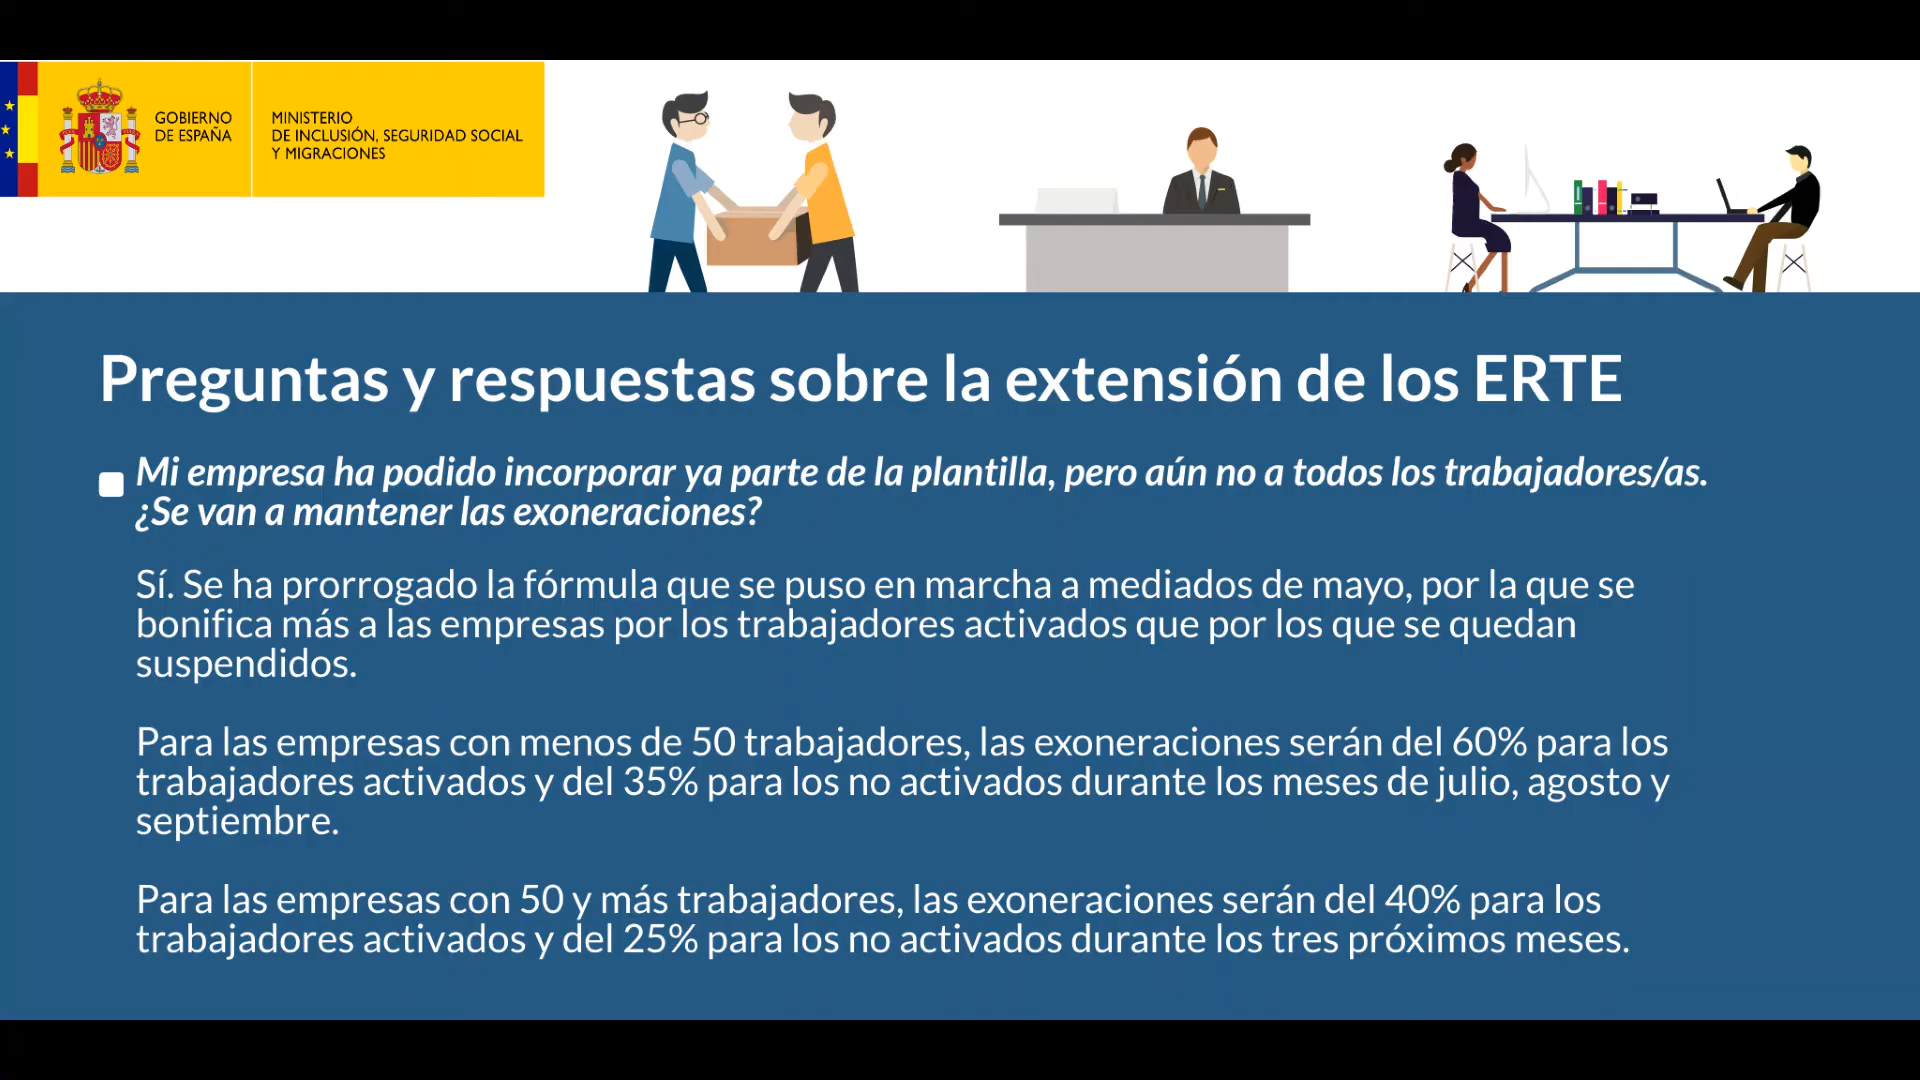 GOBIERNO
DE ESPAÑA
MINISTERIO
DE INCLUSIÓN, SEGURIDAD SOCIAL
Y MIGRACIONES
Preguntas y respuestas sobre la extensión de los ERTE
Mi empresa ha podido incorporar ya parte de la plantilla, pero aún no a todos los trabajadores/as.
¿Se van a mantener las exoneraciones?
Sí. Se ha prorrogado la fórmula que se puso en marcha a mediados de mayo, por la que se
bonifica más a las empresas por los trabajadores activados que por los que se quedan
suspendidos.
Para las empresas con menos de 50 trabajadores, las exoneraciones serán del 60% para los
trabajadores activados y del 35% para los no activados durante los meses de julio, agosto y
septiembre.
Para las empresas con 50 y más trabajadores, las exoneraciones serán del 40% para los
trabajadores activados y del 25% para los no activados durante los tres próximos meses.